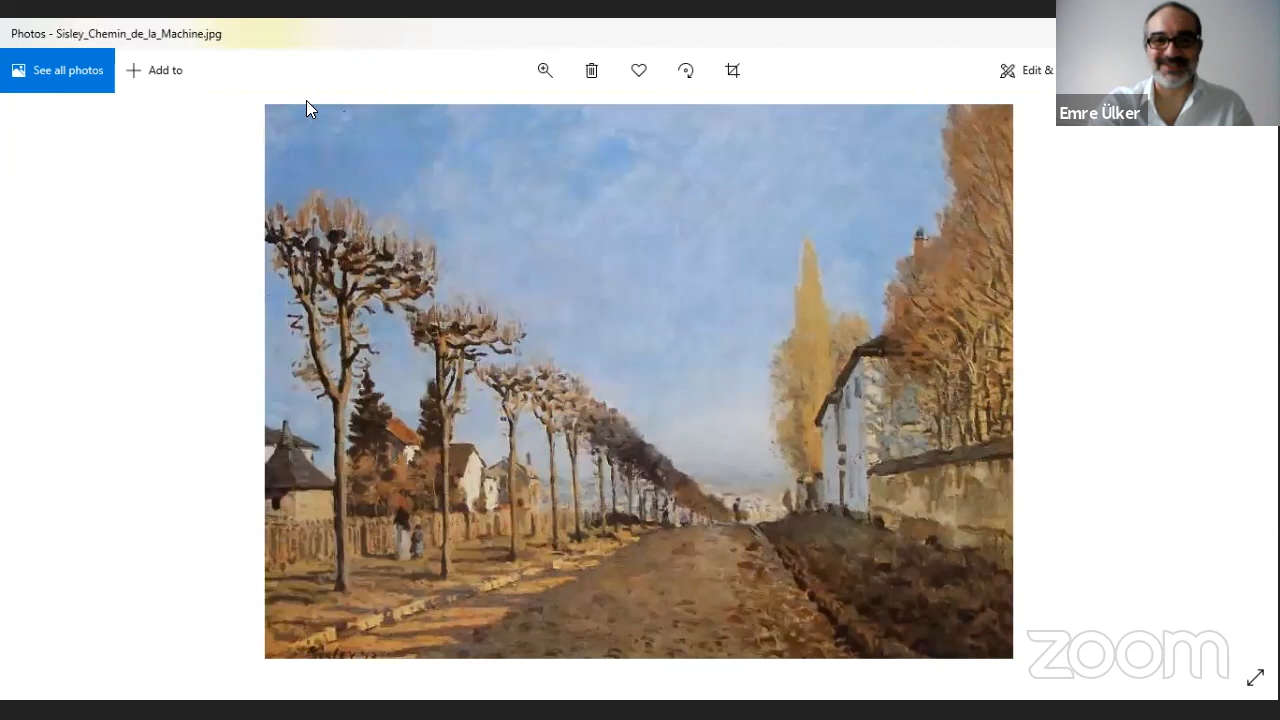 Photos - Sisley_Chemin_de_la_Machine.jpg
See all photos
Add to
Edit &
Emre Ülker
zoom